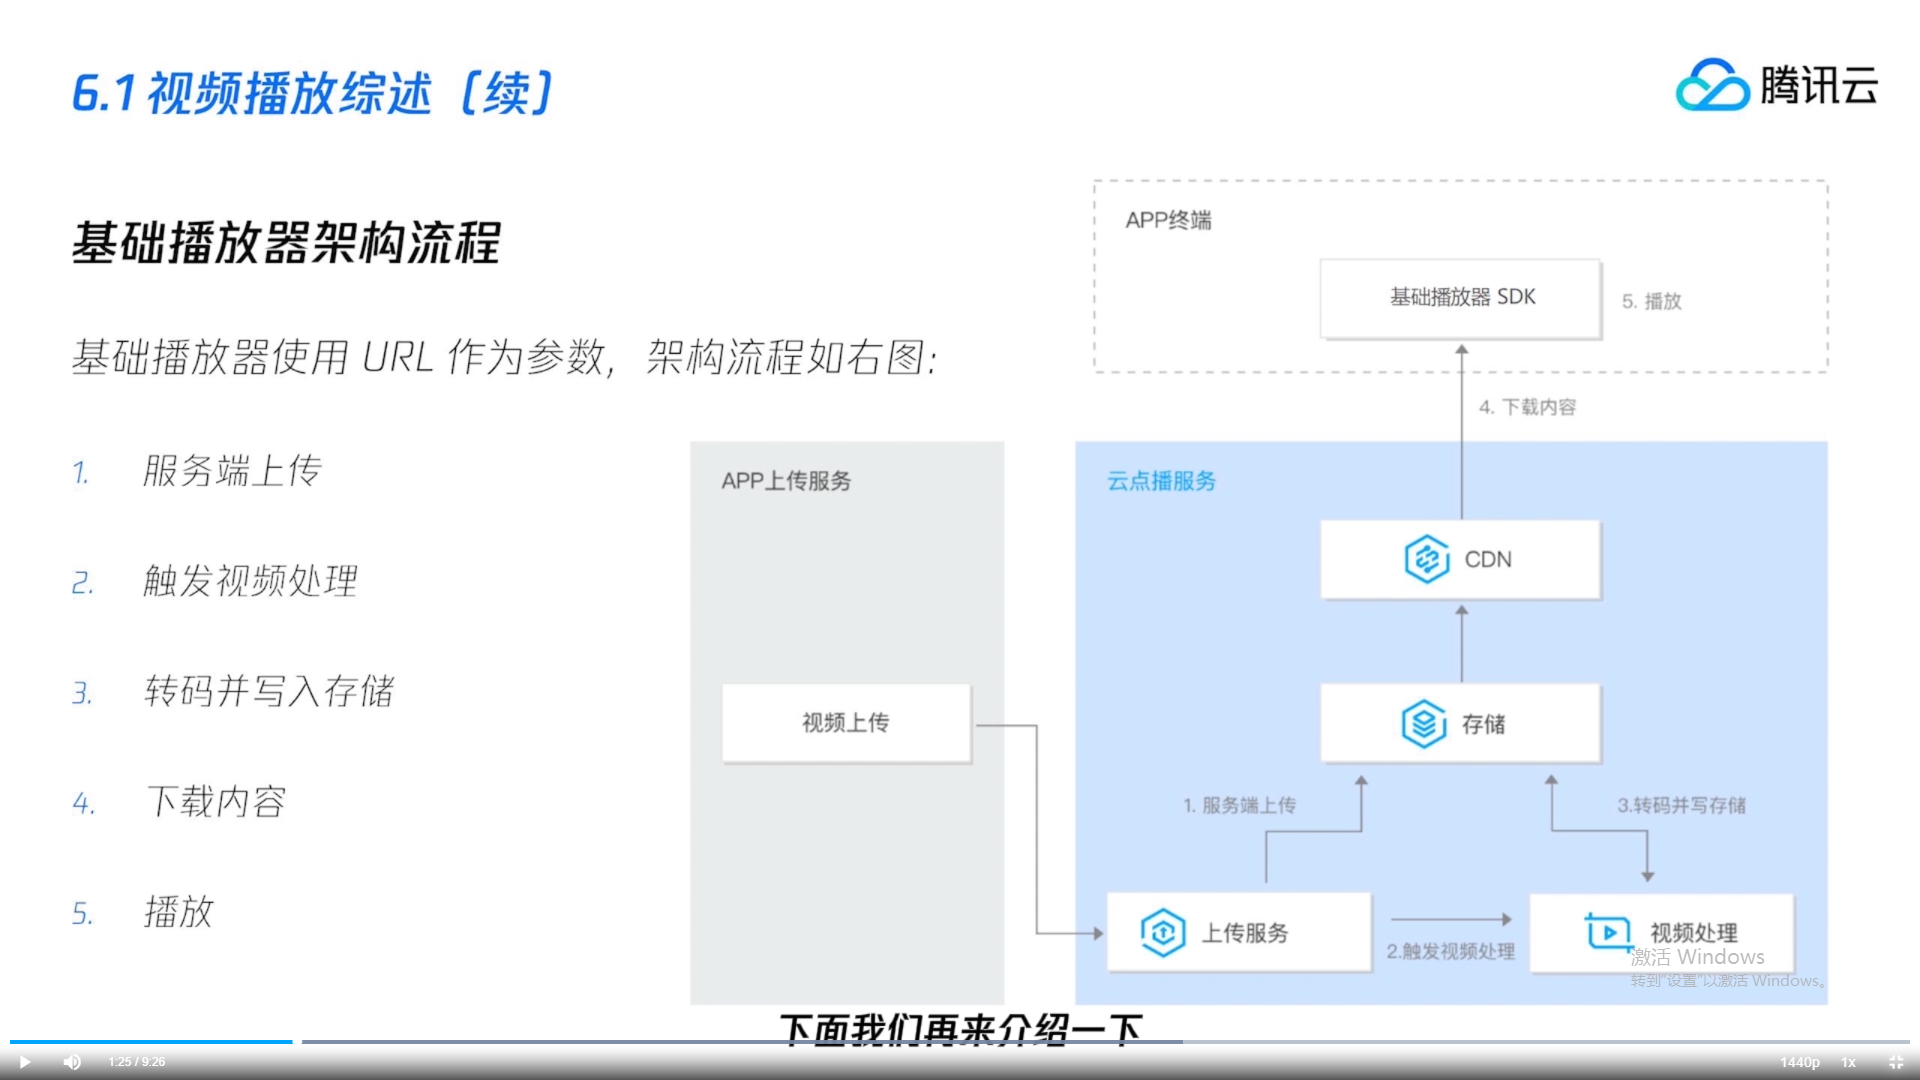 6.1 视频播放综述（续）
腾讯云
基础播放器架构流程
基础播放器使用 URL 作为参数，架构流程如右图：
1. 服务端上传
2. 触发视频处理
3. 转码并写入存储
4. 下载内容
5. 播放
APP终端
基础播放器 SDK
5. 播放
4. 下载内容
APP上传服务
云点播服务
CDN
视频上传
存储
1. 服务端上传
3.转码并写存储
上传服务
2.触发视频处理
视频处理
激活 Windows
转到"设置"以激活 Windows。
下面我们再来介绍一下
1:25 / 9:26
1440p
1x